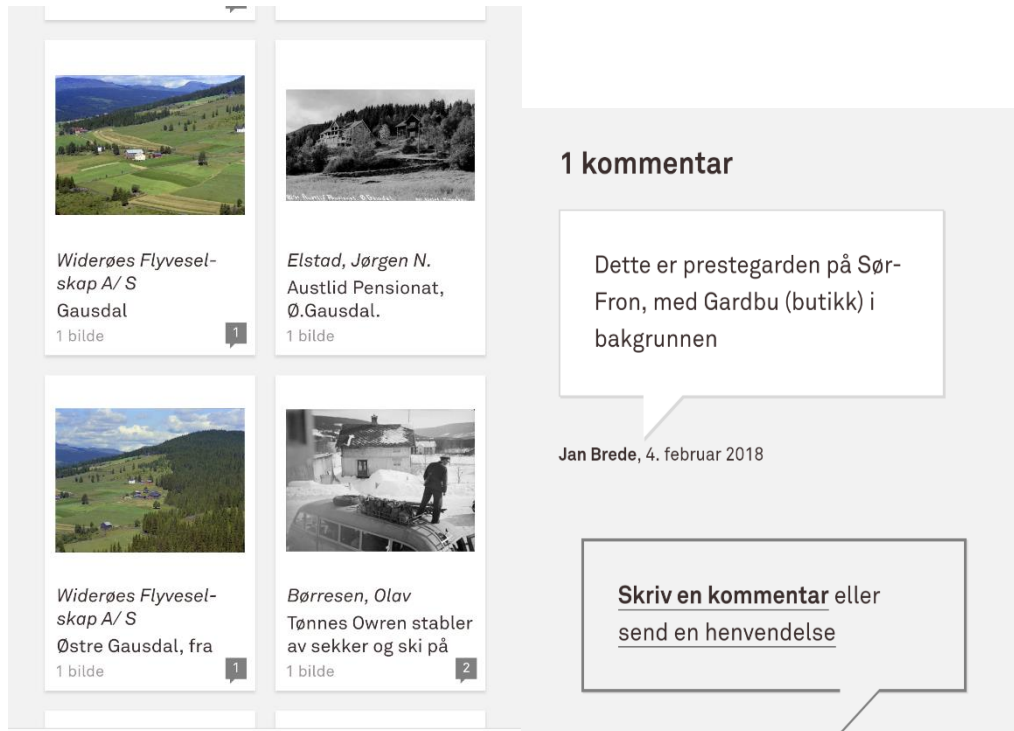 Widerøes Flyvesel-
skap A/ S
Gausdal
1 bilde
1
Elstad, Jørgen N.
Austlid Pensionat,
Ø.Gausdal.
1 bilde
Widerøes Flyvesel-
skap A/ S
Østre Gausdal, fra
1 bilde
1
Børresen, Olav
Tønnes Owren stabler
av sekker og ski på
1 bilde
2
1 kommentar
Dette er prestegarden på Sør-
Fron, med Gardbu (butikk) i
bakgrunnen
Jan Brede, 4. februar 2018
Skriv en kommentar eller
send en henvendelse